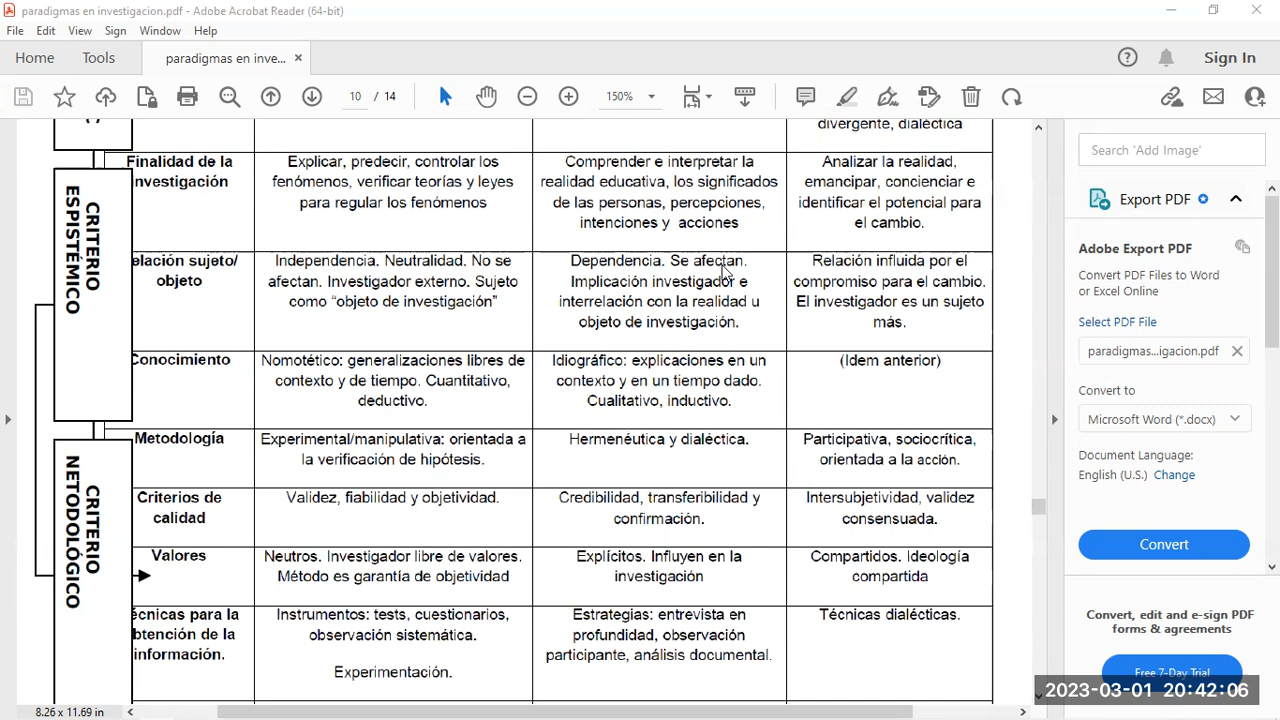 paradigmas en investigacion.pdf - Adobe Acrobat Reader (64-bit)
File Edit View Sign Window Help
Home Tools paradigmas en inve... ×
Sign In
10 / 14 150%
divergente, dialéctica
Finalidad de la
investigación
Explicar, predecir, controlar los
fenómenos, verificar teorías y leyes
para regular los fenómenos
Comprender e interpretar la
realidad educativa, los significados
de las personas, percepciones,
intenciones y acciones
Analizar la realidad,
emancipar, concienciar e
identificar el potencial para
el cambio.
elación sujeto/
objeto
Independencia. Neutralidad. No se
afectan. Investigador externo. Sujeto
como “objeto de investigación”
Dependencia. Se afectan.
Implicación investigador e
interrelación con la realidad u
objeto de investigación.
Relación influida por el
compromiso para el cambio.
El investigador es un sujeto
más.
Conocimiento
Nomotético: generalizaciones libres de
contexto y de tiempo. Cuantitativo,
deductivo.
Idiográfico: explicaciones en un
contexto y en un tiempo dado.
Cualitativo, inductivo.
(Idem anterior)
Metodología
Experimental/manipulativa: orientada a
la verificación de hipótesis.
Hermenéutica y dialéctica.
Participativa, sociocrítica,
orientada a la acción.
Criterios de
calidad
Validez, fiabilidad y objetividad.
Credibilidad, transferibilidad y
confirmación.
Intersubjetividad, validez
consensuada.
Valores
Neutros. Investigador libre de valores.
Método es garantía de objetividad
Explícitos. Influyen en la
investigación
Compartidos. Ideología
compartida
écnicas para la
btención de la
información.
Instrumentos: tests, cuestionarios,
observación sistemática.
Experimentación.
Estrategias: entrevista en
profundidad, observación
participante, análisis documental.
Técnicas dialécticas.
CRITERIO
ESPISTÉMICO
CRITERIO
NETODOLÓGICO
8.26 x 11.69 in
Search 'Add Image'
Export PDF
Adobe Export PDF
Convert PDF Files to Word
or Excel Online
Select PDF File
paradigmas...igacion.pdf
Convert to
Microsoft Word (*.docx)
Document Language:
English (U.S.) Change
Convert
Convert, edit and e-sign PDF
forms & agreements
Free 7-Day Trial
2023-03-01 20:42:06